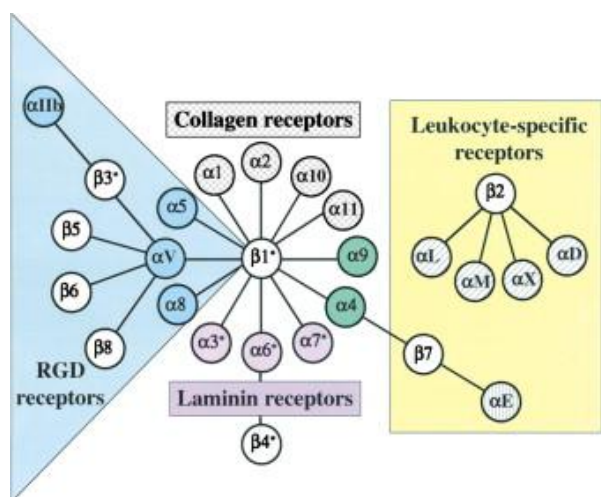 αIIb
Collagen receptors
Leukocyte-specific
receptors
α2
α1
α10
β3*
β2
α5
α11
β5
αV
β1*
α9
αL
αM
αX
αD
β6
α8
α4
β8
α3*
α6*
α7*
β7
RGD
receptors
Laminin receptors
αE
β4*